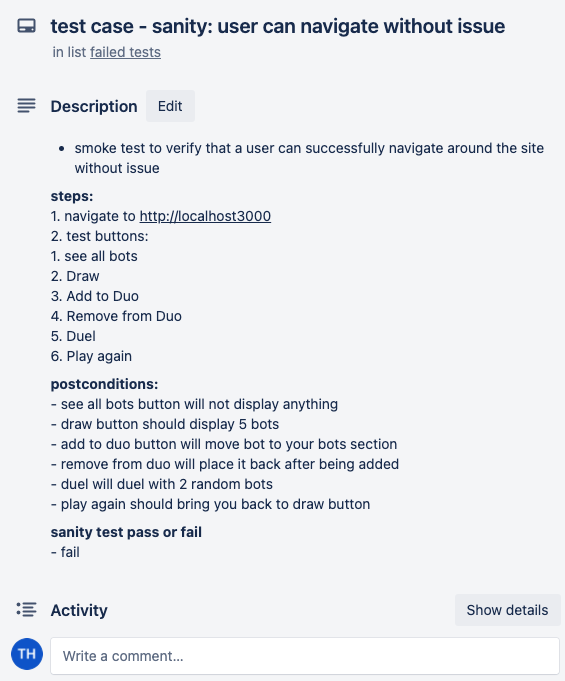 test case - sanity: user can navigate without issue
in list failed tests
Description
Edit
• smoke test to verify that a user can successfully navigate around the site
without issue
steps:
1. navigate to http://localhost3000
2. test buttons:
1. see all bots
2. Draw
3. Add to Duo
4. Remove from Duo
5. Duel
6. Play again
postconditions:
- see all bots button will not display anything
- draw button should display 5 bots
- add to duo button will move bot to your bots section
- remove from duo will place it back after being added
- duel will duel with 2 random bots
- play again should bring you back to draw button
sanity test pass or fail
- fail
Activity
Show details
TH
Write a comment...